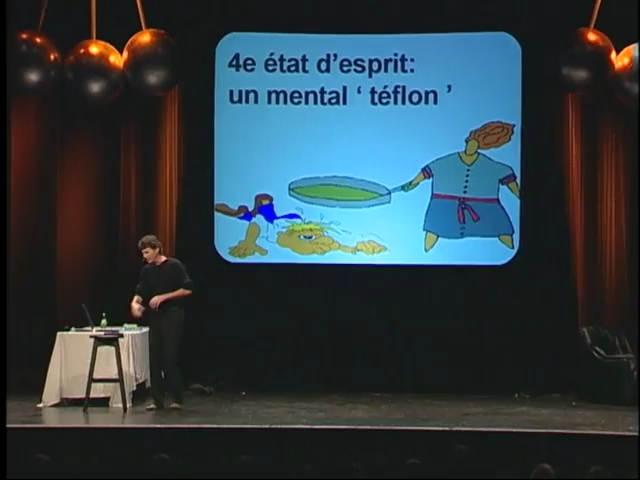 4e état d'esprit:
un mental ‘ téflon ’